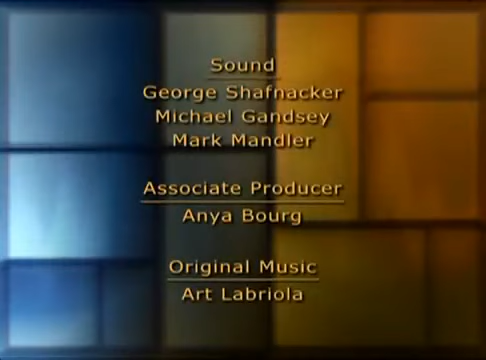 Sound
George Shafnacker
Michael Gandsey
Mark Mandler
Associate Producer
Anya Bourg
Original Music
Art Labriola